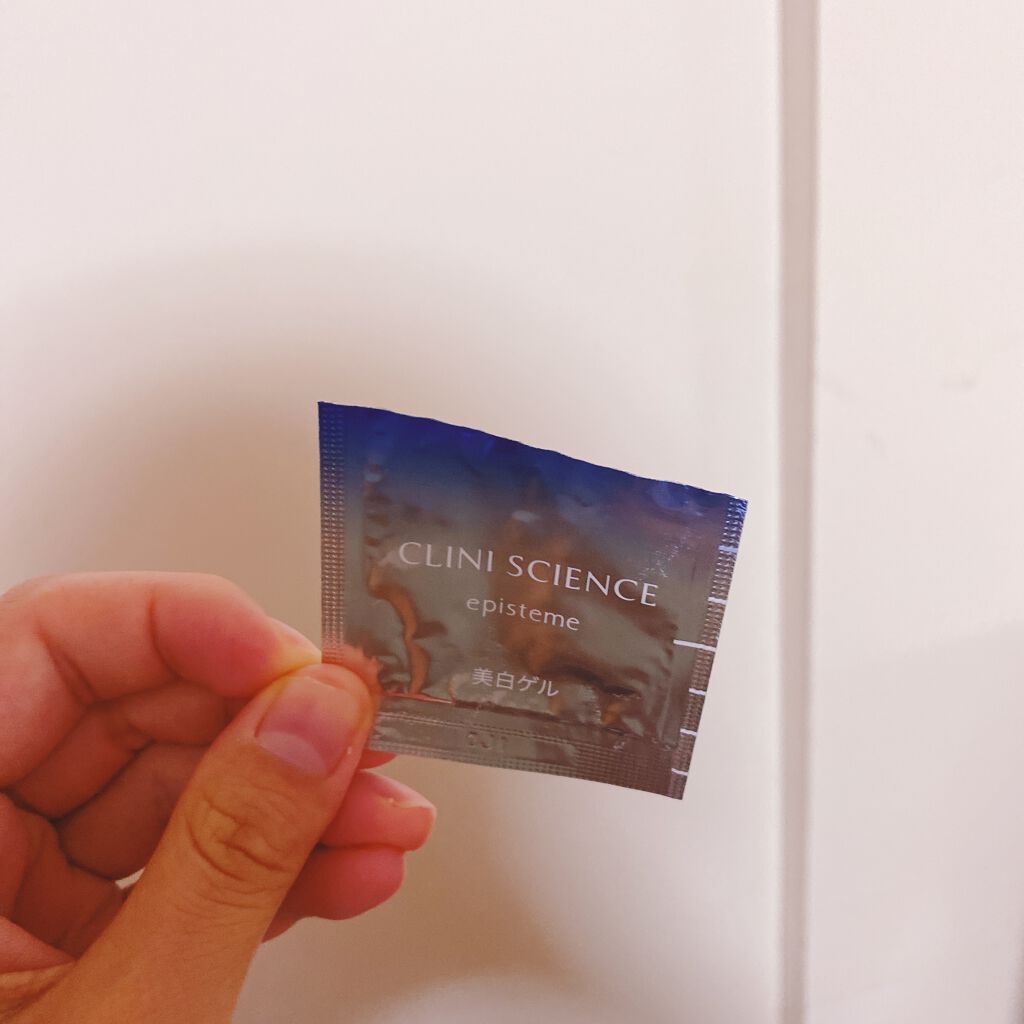 CLINI SCIENCE
episteme
美白ゲル